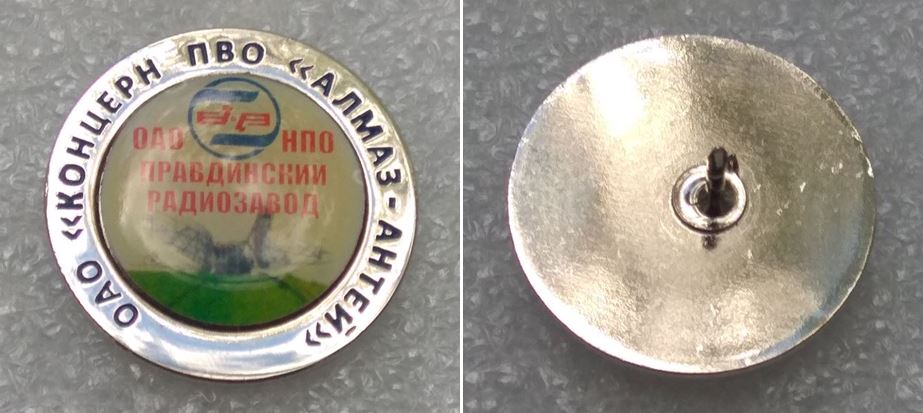 ОАО «КОНЦЕРН ПВО «АЛМАЗ-АНТЕЙ»
ОАО НПО
ПРАВДИНСКИЙ
РАДИОЗАВОД